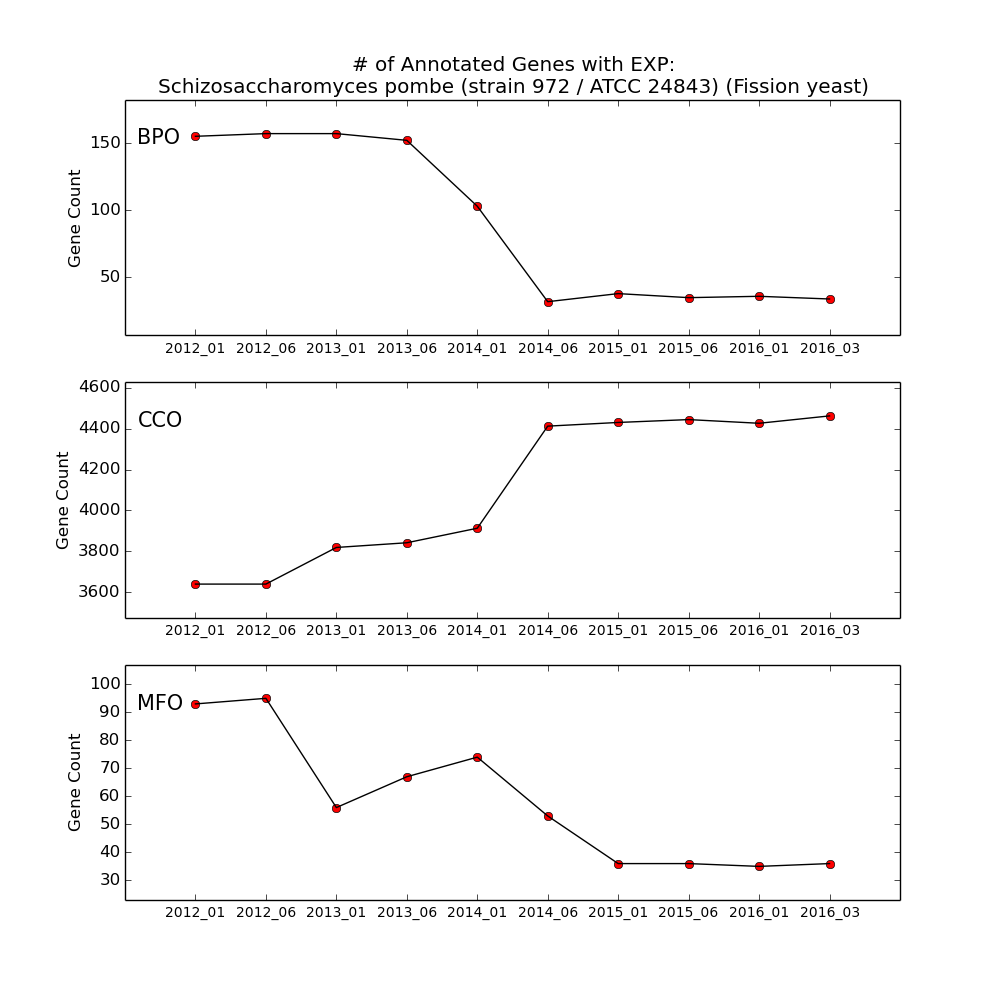 # of Annotated Genes with EXP:
Schizosaccharomyces pombe (strain 972 / ATCC 24843) (Fission yeast)
BPO
150
100
50
Gene Count
2012_01 2012_06 2013_01 2013_06 2014_01 2014_06 2015_01 2015_06 2016_01 2016_03
CCO
4600
4400
4200
4000
3800
3600
Gene Count
2012_01 2012_06 2013_01 2013_06 2014_01 2014_06 2015_01 2015_06 2016_01 2016_03
MFO
100
90
80
70
60
50
40
30
Gene Count
2012_01 2012_06 2013_01 2013_06 2014_01 2014_06 2015_01 2015_06 2016_01 2016_03